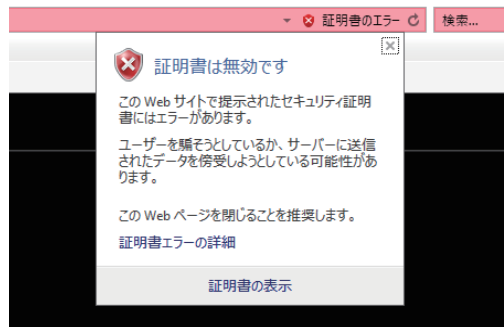 証明書のエラー
検索...
証明書は無効です
この Web サイトで提示されたセキュリティ証明
書にはエラーがあります。
ユーザーを騙そうとしているか、サーバーに送信
されたデータを傍受しようとしている可能性があ
ります。
この Web ページを閉じることを推奨します。
証明書エラーの詳細
証明書の表示